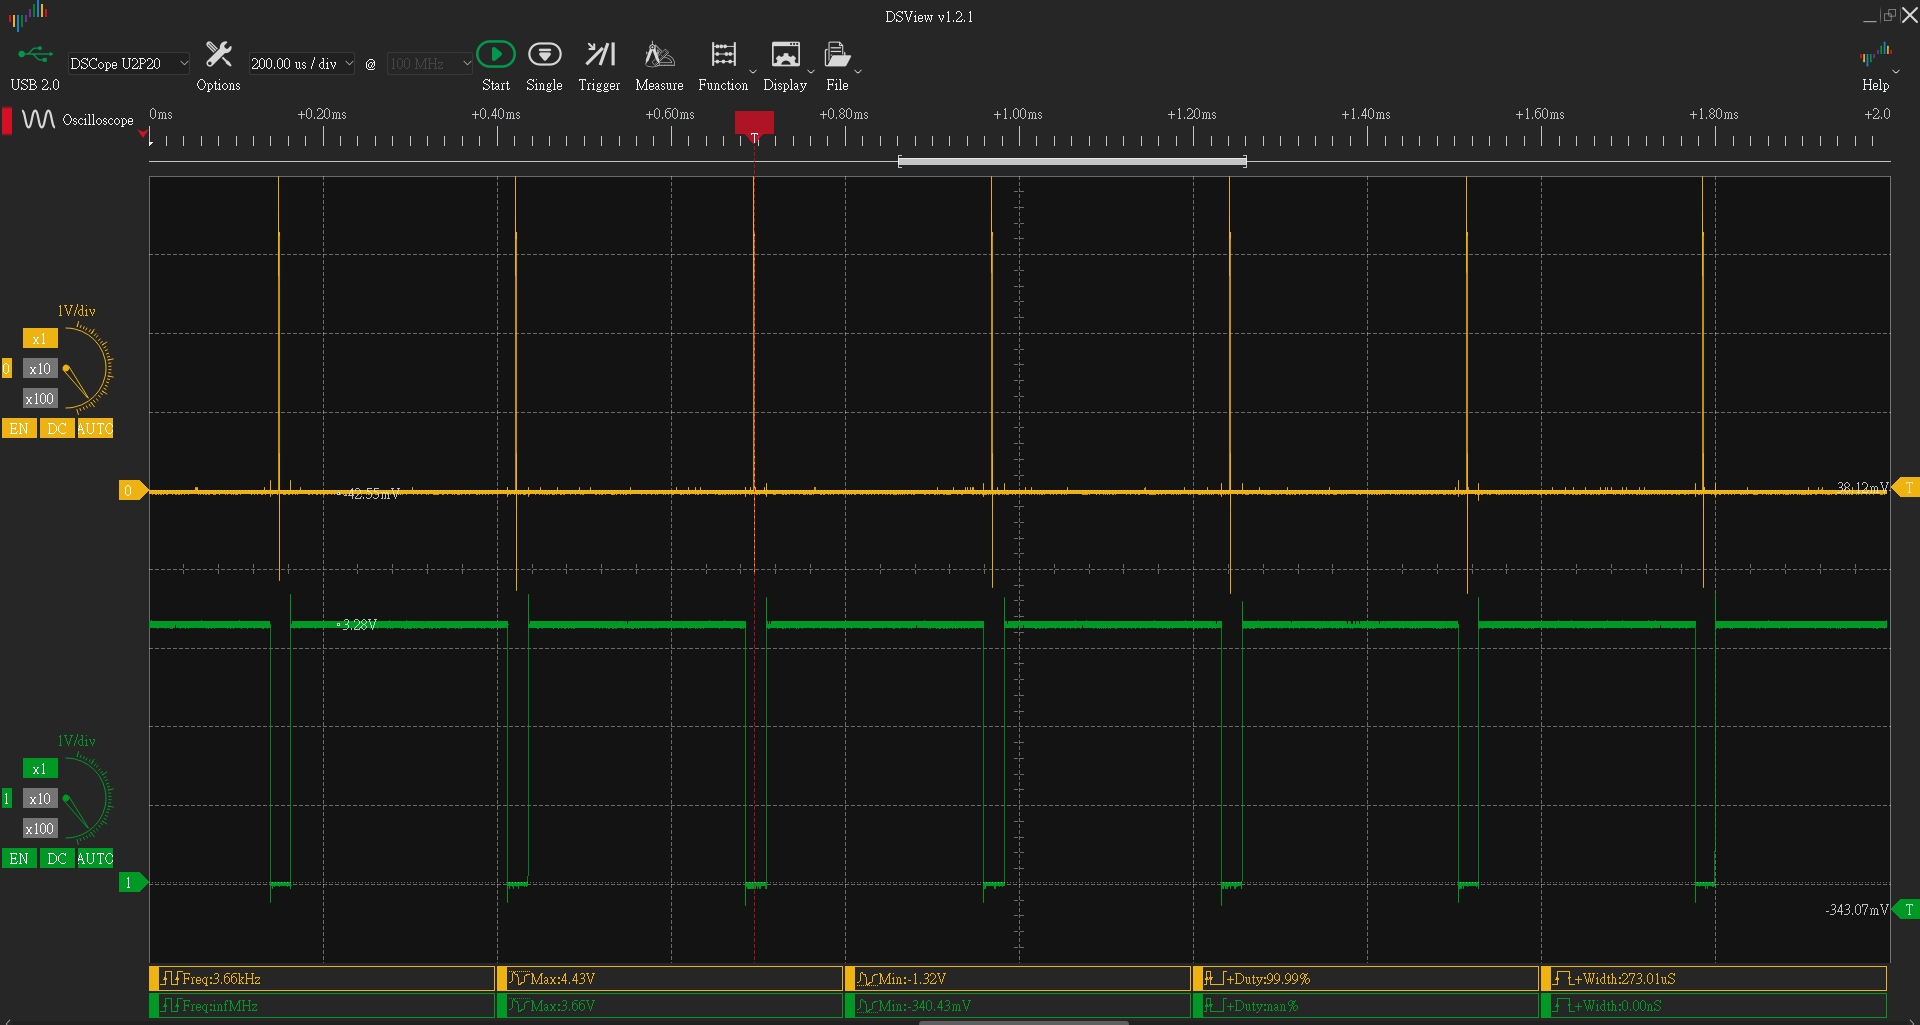 DSView v1.2.1
USB 2.0
DSCope U2P20
Options
200.00 us / div
@
100 MHz
Start
Single
Trigger
Measure
Function
Display
File
Help
Oscilloscope
0ms
+0.20ms
+0.40ms
+0.60ms
+0.80ms
+1.00ms
+1.20ms
+1.40ms
+1.60ms
+1.80ms
+2.0
T
1V/div
x1
0
x10
x100
EN
DC
AUTO
0
-42.55mV
38.12mV
T
3.28V
1V/div
x1
1
x10
x100
EN
DC
AUTO
1
-343.07mV
T
Freq:3.66kHz
Max:4.43V
Min:-1.32V
+Duty:99.99%
+Width:273.01uS
Freq:infMHz
Max:3.66V
Min:-340.43mV
+Duty:nan%
+Width:0.00nS